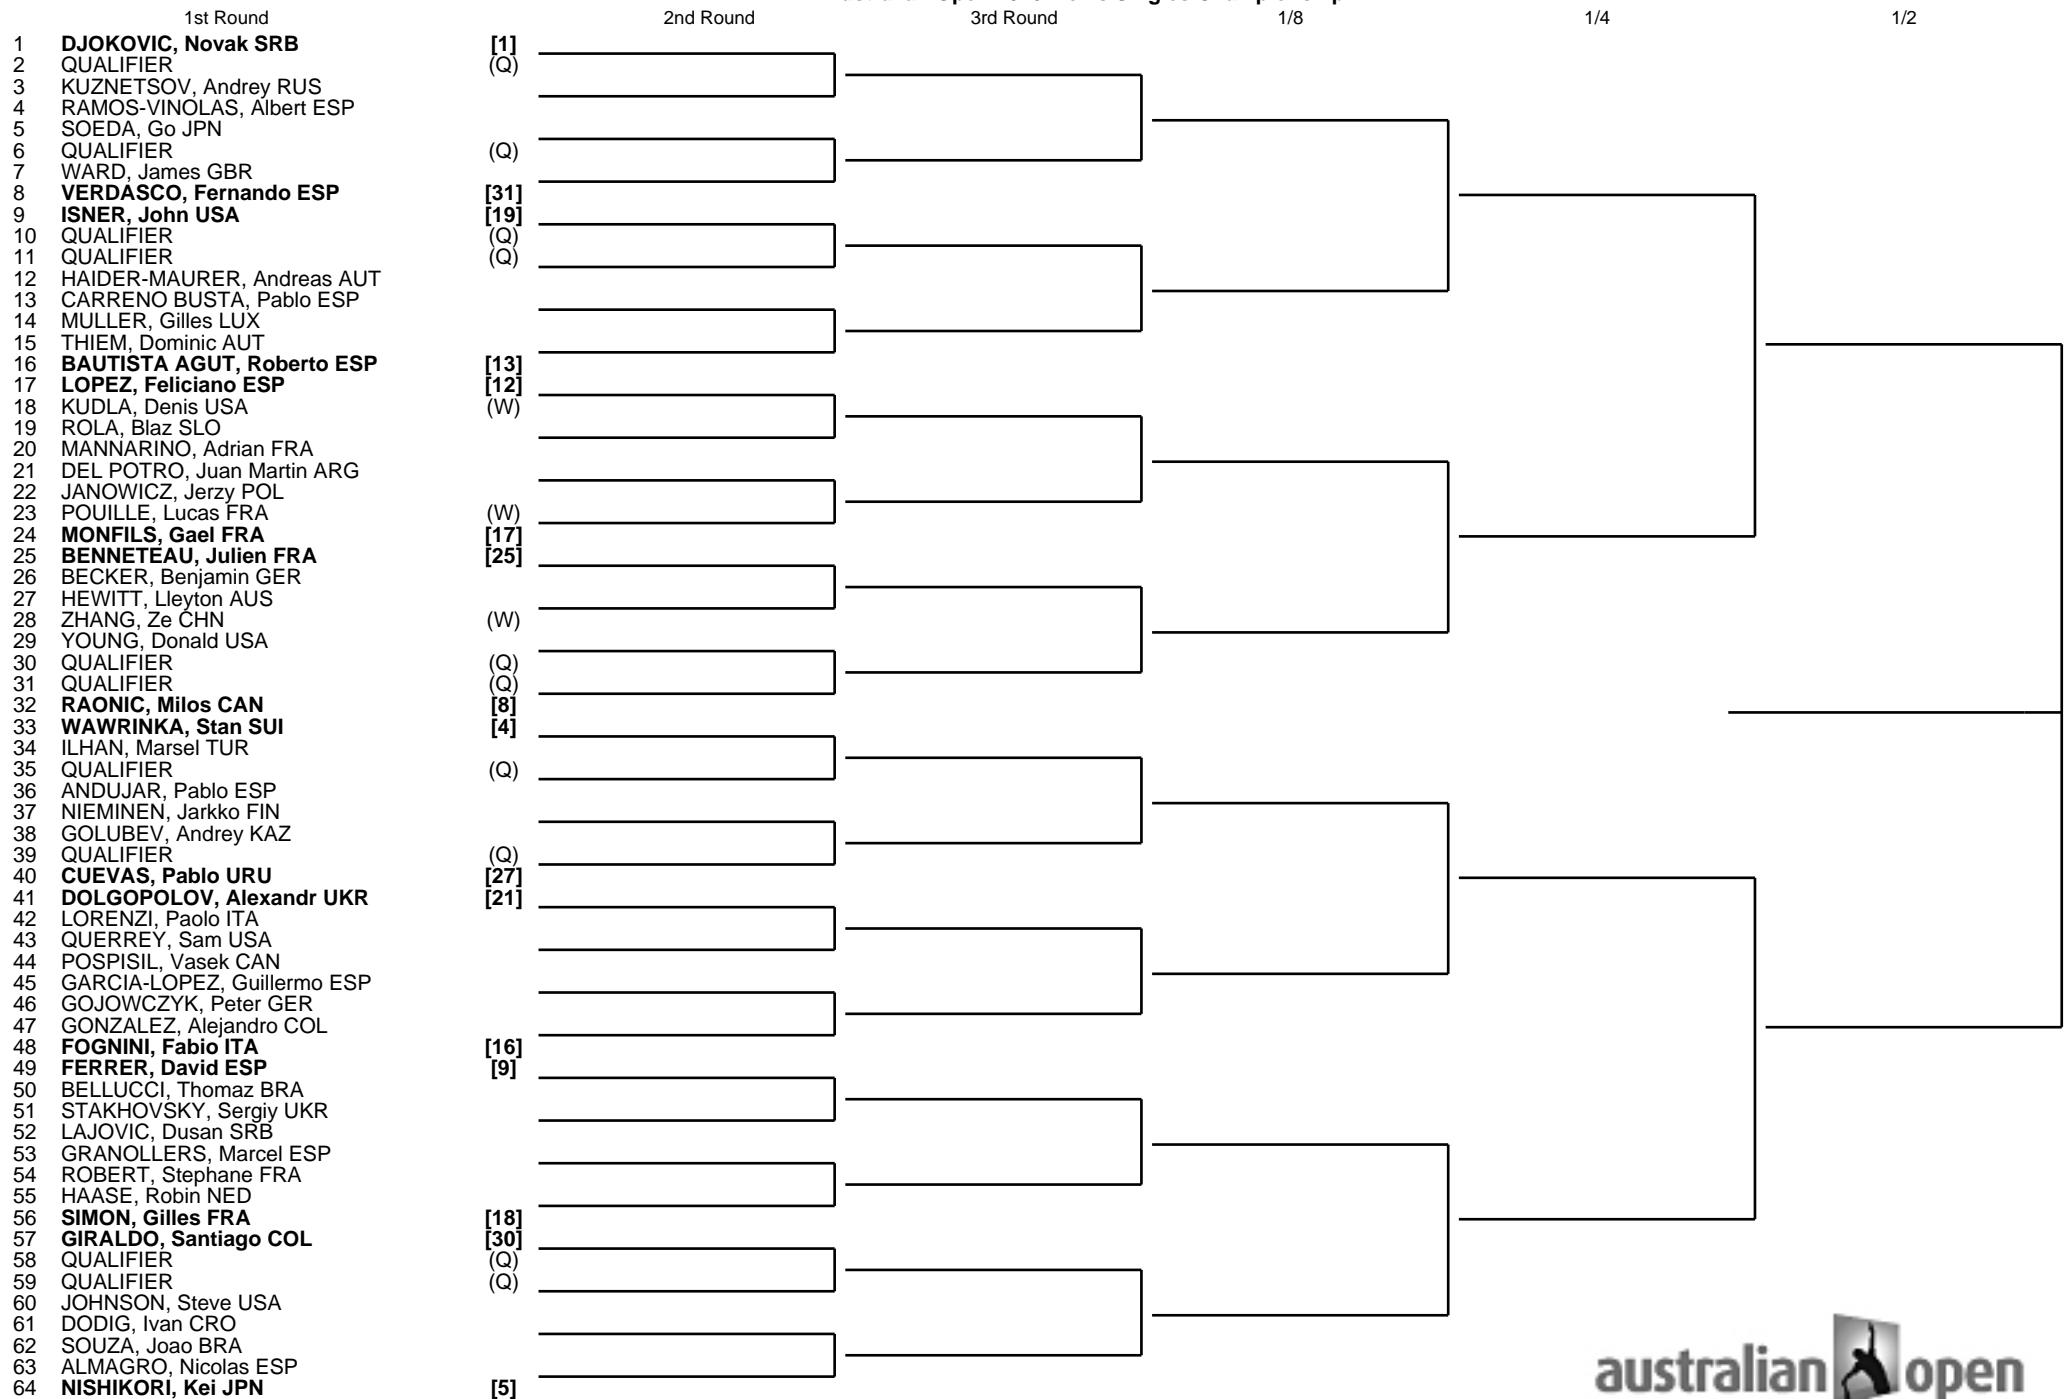 1st Round 2nd Round 3rd Round 1/8 1/4 1/2
1 DJOKOVIC, Novak SRB [1]
2 QUALIFIER (Q)
3 KUZNETSOV, Andrey RUS
4 RAMOS-VINOLAS, Albert ESP
5 SOEDA, Go JPN
6 QUALIFIER (Q)
7 WARD, James GBR
8 VERDASCO, Fernando ESP [31]
9 ISNER, John USA [19]
10 QUALIFIER (Q)
11 QUALIFIER (Q)
12 HAIDER-MAURER, Andreas AUT
13 CARRENO BUSTA, Pablo ESP
14 MULLER, Gilles LUX
15 THIEM, Dominic AUT
16 BAUTISTA AGUT, Roberto ESP [13]
17 LOPEZ, Feliciano ESP [12]
18 KUDLA, Denis USA (W)
19 ROLA, Blaz SLO
20 MANNARINO, Adrian FRA
21 DEL POTRO, Juan Martin ARG
22 JANOWICZ, Jerzy POL
23 POUILLE, Lucas FRA (W)
24 MONFILS, Gael FRA [17]
25 BENNETEAU, Julien FRA [25]
26 BECKER, Benjamin GER
27 HEWITT, Lleyton AUS
28 ZHANG, Ze CHN (W)
29 YOUNG, Donald USA
30 QUALIFIER (Q)
31 QUALIFIER (Q)
32 RAONIC, Milos CAN [8]
33 WAWRINKA, Stan SUI [4]
34 ILHAN, Marsel TUR
35 QUALIFIER (Q)
36 ANDUJAR, Pablo ESP
37 NIEMINEN, Jarkko FIN
38 GOLUBEV, Andrey KAZ
39 QUALIFIER (Q)
40 CUEVAS, Pablo URU [27]
41 DOLGOPOLOV, Alexandr UKR [21]
42 LORENZI, Paolo ITA
43 QUERREY, Sam USA
44 POSPISIL, Vasek CAN
45 GARCIA-LOPEZ, Guillermo ESP
46 GOJOWCZYK, Peter GER
47 GONZALEZ, Alejandro COL
48 FOGNINI, Fabio ITA [16]
49 FERRER, David ESP [9]
50 BELLUCCI, Thomaz BRA
51 STAKHOVSKY, Sergiy UKR
52 LAJOVIC, Dusan SRB
53 GRANOLLERS, Marcel ESP
54 ROBERT, Stephane FRA
55 HAASE, Robin NED
56 SIMON, Gilles FRA [18]
57 GIRALDO, Santiago COL [30]
58 QUALIFIER (Q)
59 QUALIFIER (Q)
60 JOHNSON, Steve USA
61 DODIG, Ivan CRO
62 SOUZA, Joao BRA
63 ALMAGRO, Nicolas ESP
64 NISHIKORI, Kei JPN [5]
australian open